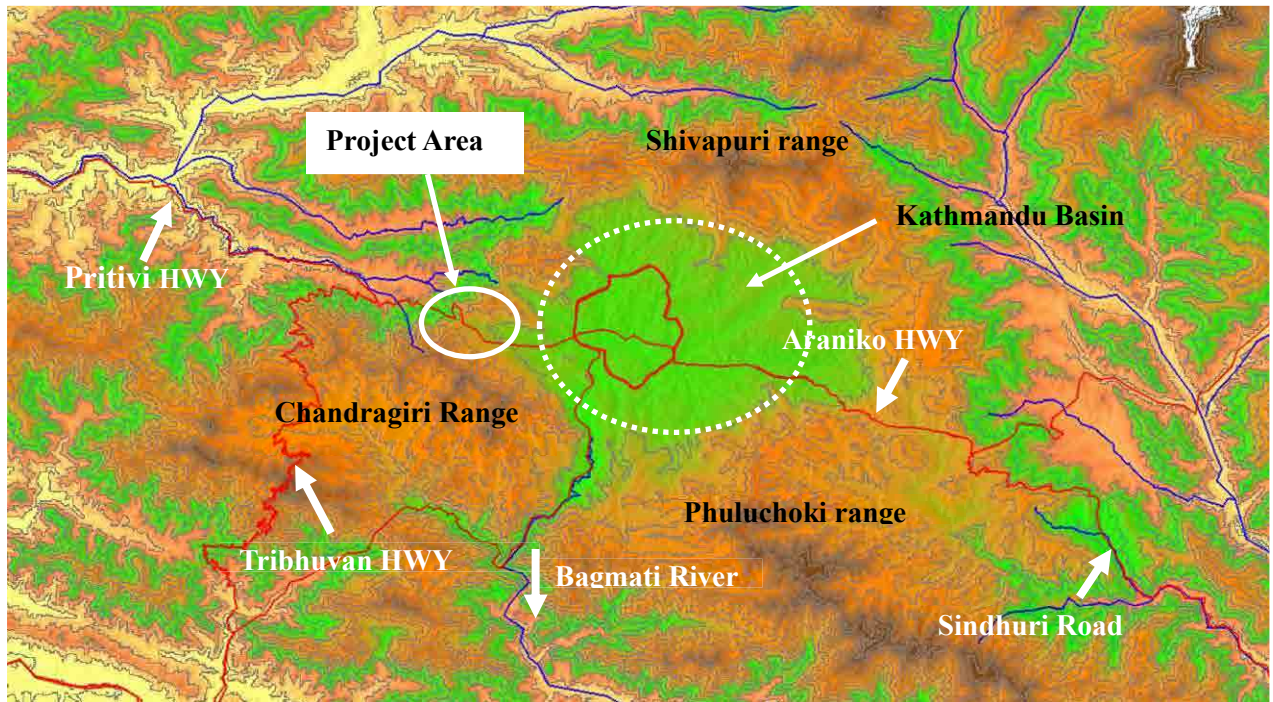 Project Area
Shivapuri range
Kathmandu Basin
Pritivi HWY
Araniko HWY
Chandragiri Range
Phuluchoki range
Tribhuvan HWY
Bagmati River
Sindhuri Road